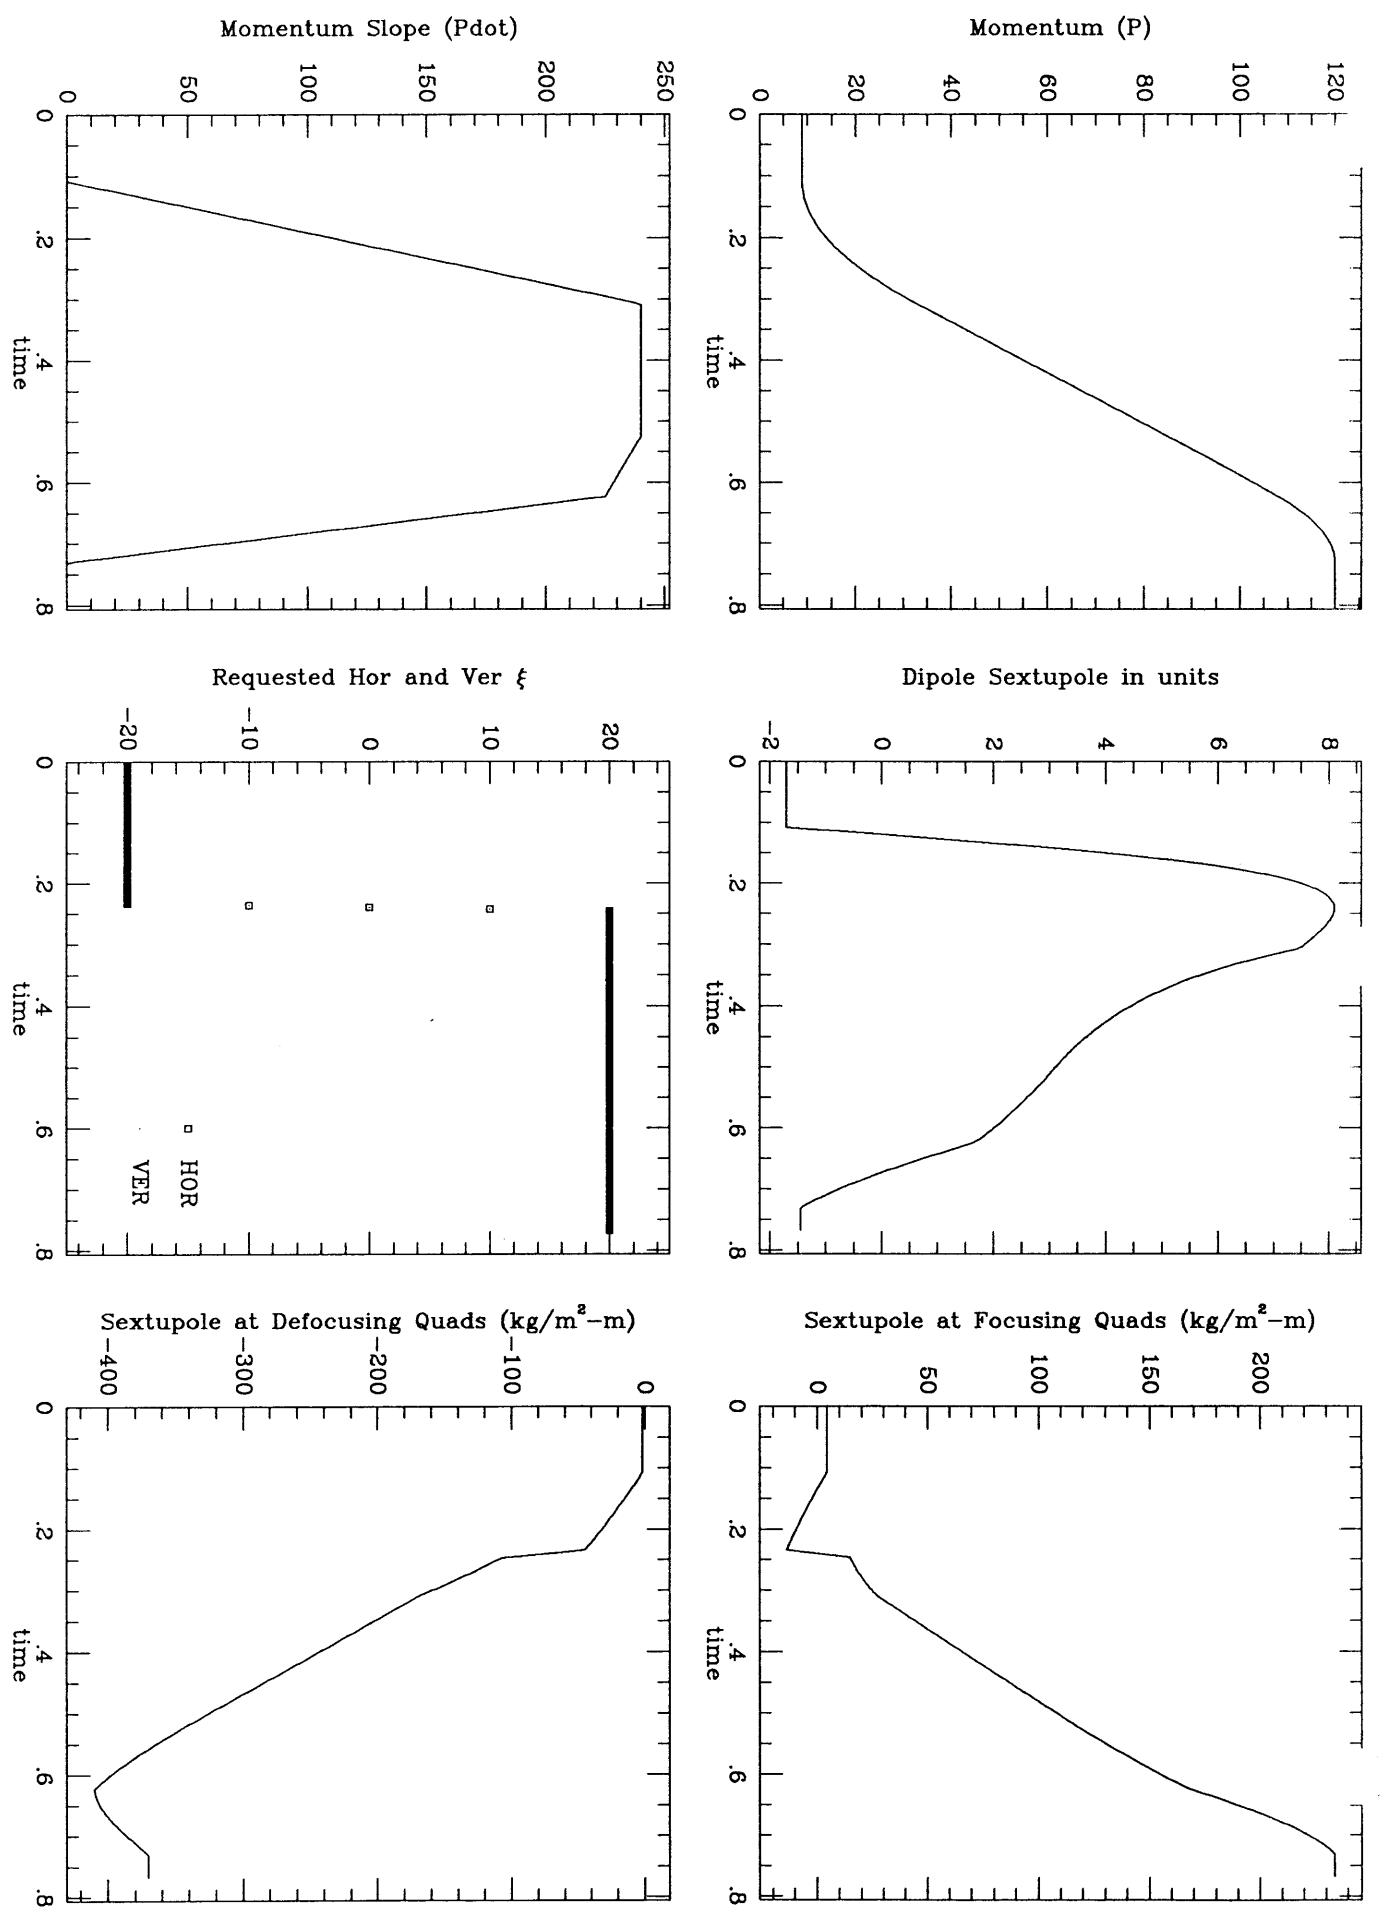 Momentum Slope (Pdot)
0 50 100 150 200 250
0 .2 .4 .6 .8
time
Momentum (P)
0 20 40 60 80 100 120
0 .2 .4 .6 .8
time
Requested Hor and Ver ξ
-20 -10 0 10 20
0 .2 .4 .6 .8
time
HOR
VER
Dipole Sextupole in units
-2 0 2 4 6 8
0 .2 .4 .6 .8
time
Sextupole at Defocusing Quads (kg/m²-m)
-400 -300 -200 -100 0
0 .2 .4 .6 .8
time
Sextupole at Focusing Quads (kg/m²-m)
0 50 100 150 200
0 .2 .4 .6 .8
time